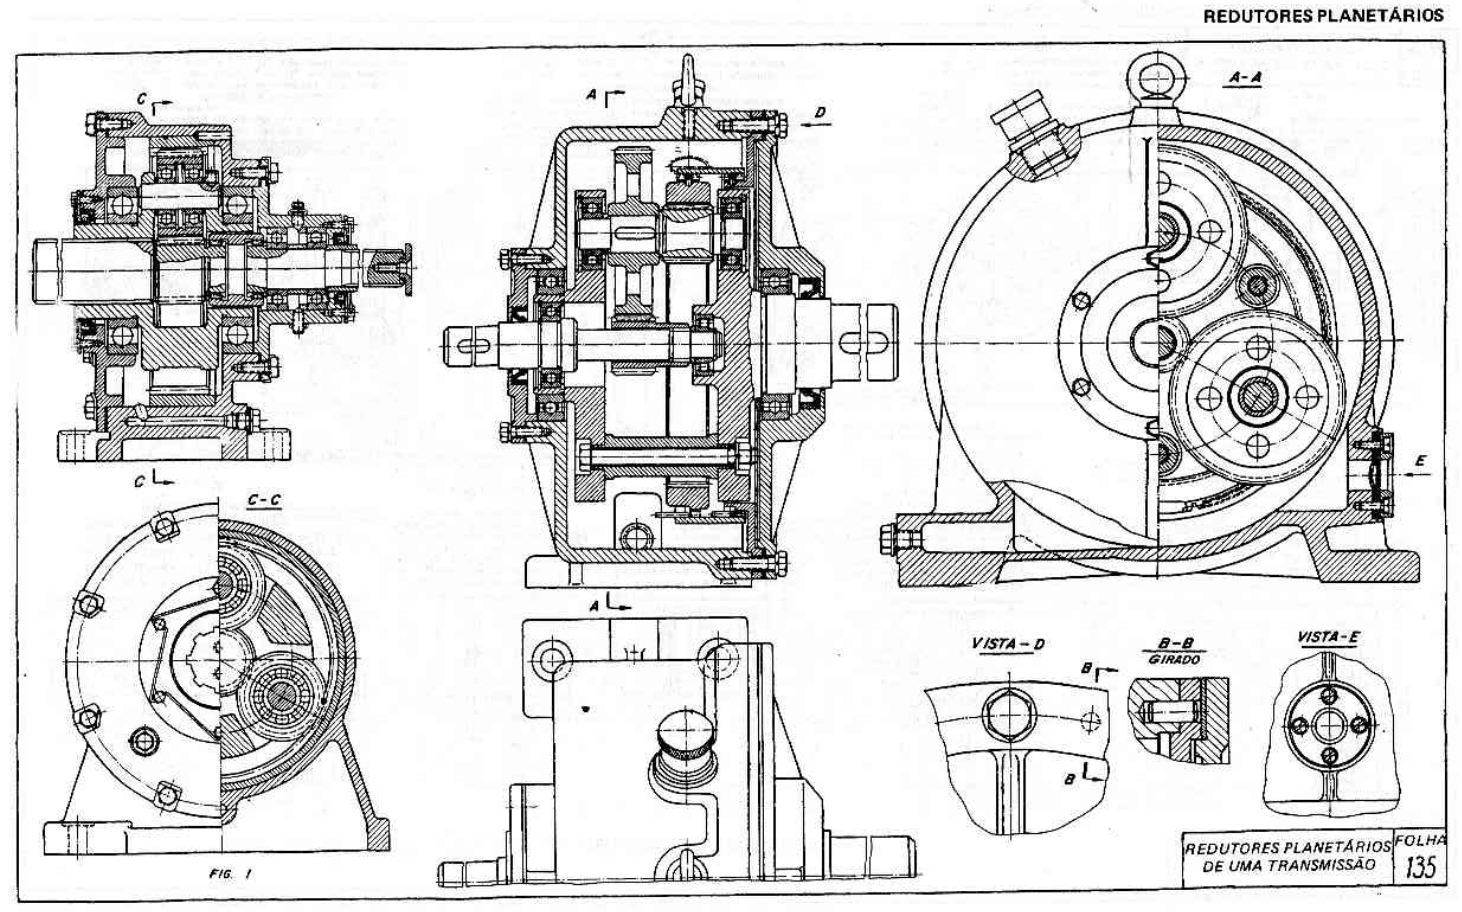 REDUTORES PLANETÁRIOS
C
A
D
A-A
C
C-C
E
A
VISTA-D
B-B
GIRADO
VISTA-E
B
B
FIG. 1
REDUTORES PLANETÁRIOS
DE UMA TRANSMISSÃO
FOLHA
135